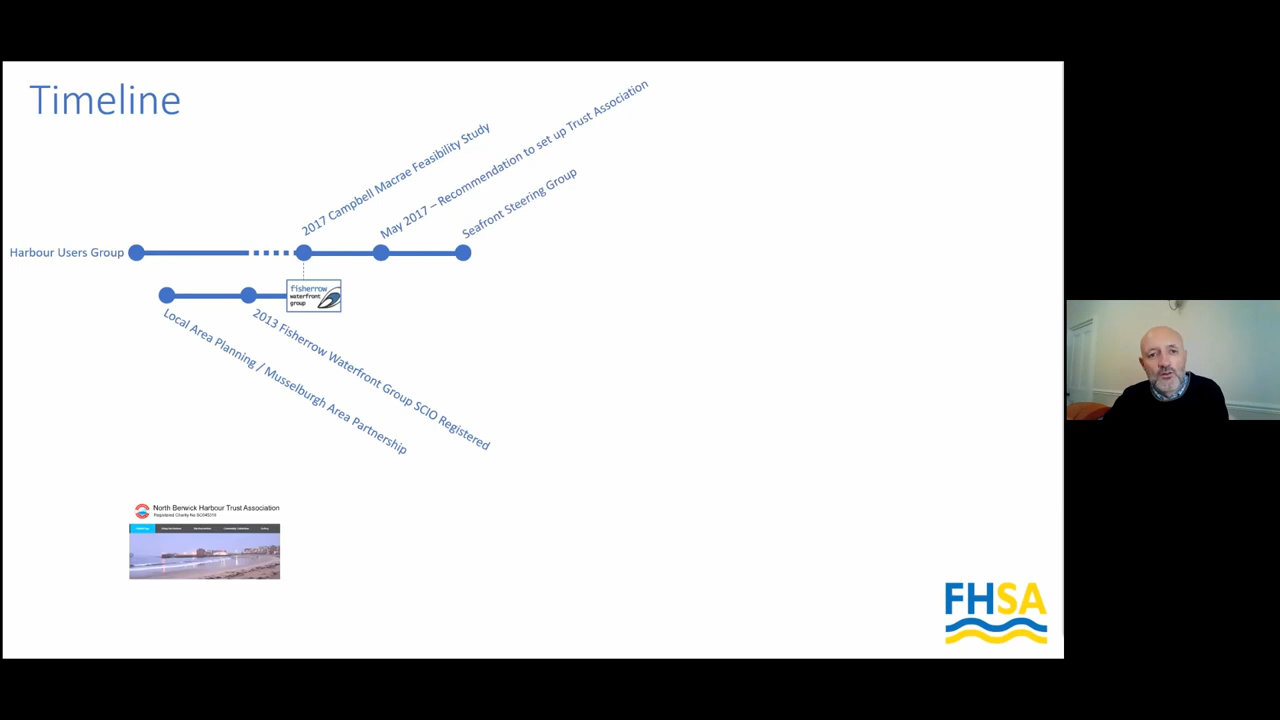 Timeline
2017 Campbell Macrae Feasibility Study
May 2017 – Recommendation to set up Trust Association
Seafront Steering Group
Harbour Users Group
fisherrow
waterfront
group
Local Area Planning / Musselburgh Area Partnership
2013 Fisherrow Waterfront Group SCIO Registered
North Berwick Harbour Trust Association
FHSA